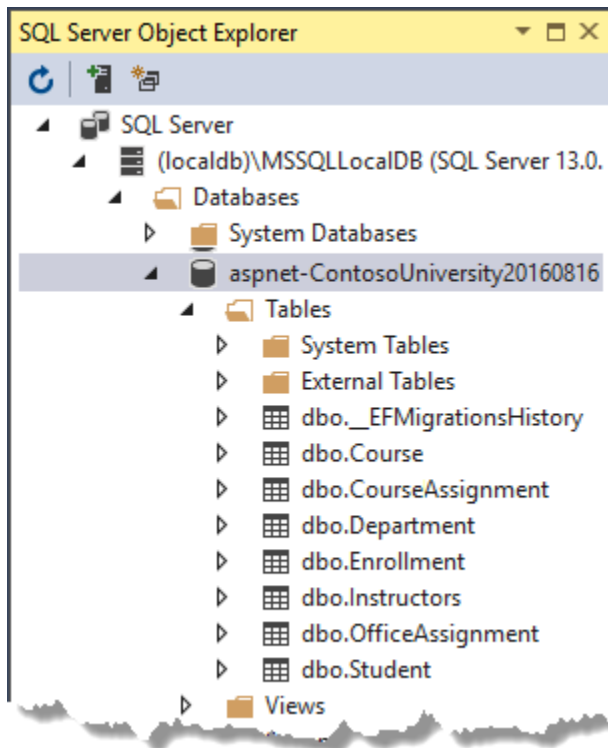 SQL Server Object Explorer
SQL Server
(localdb)\MSSQLLocalDB (SQL Server 13.0.
Databases
System Databases
aspnet-ContosoUniversity20160816
Tables
System Tables
External Tables
dbo.__EFMigrationsHistory
dbo.Course
dbo.CourseAssignment
dbo.Department
dbo.Enrollment
dbo.Instructors
dbo.OfficeAssignment
dbo.Student
Views